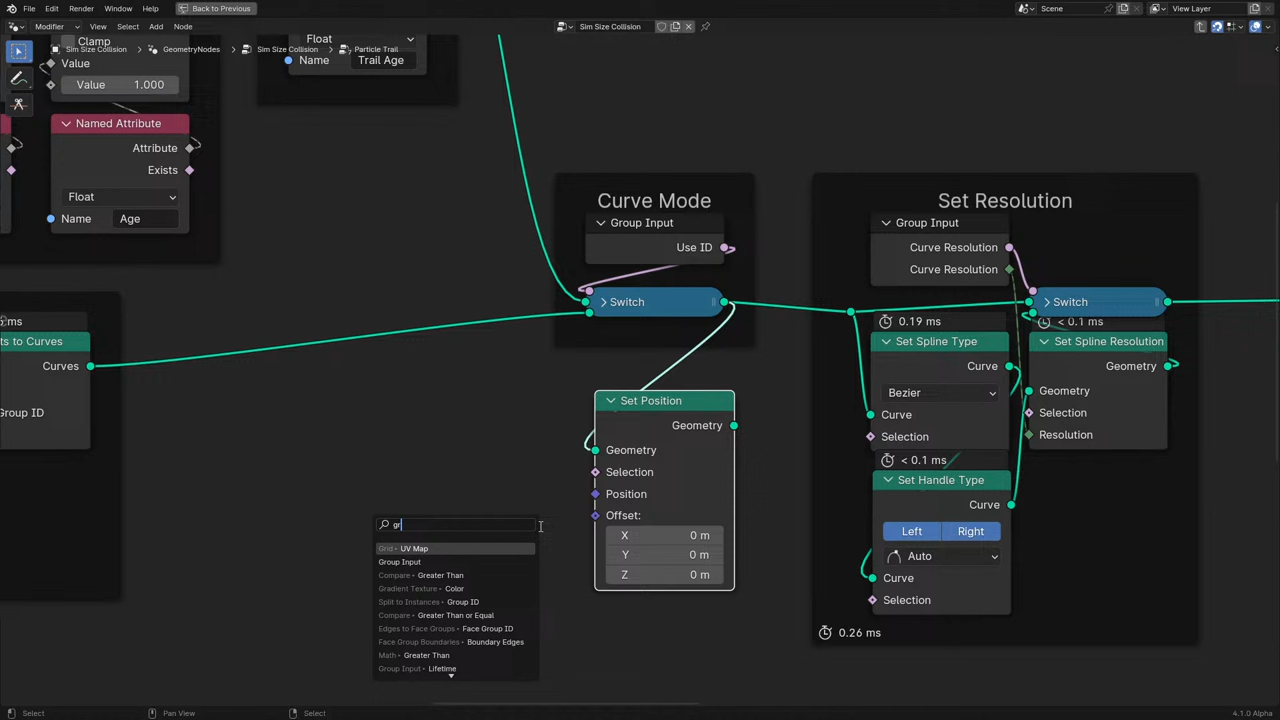 File Edit Render Window Help Back to Previous Scene View Layer
Modifier View Select Add Node Sim Size Collision
Clamp
Sim Size Collision GeometryNodes Sim Size Collision Particle Trail
Value
Value 1.000
Float
Name Trail Age
Named Attribute
Attribute
Exists
Float
Name Age
ms
ts to Curves
Curves
Group ID
Curve Mode
Group Input
Use ID
Switch
Set Position
Geometry
Geometry
Selection
Position
Offset:
X 0 m
Y 0 m
Z 0 m
gr
Grid UV Map
Group Input
Compare Greater Than
Gradient Texture Color
Split to Instances Group ID
Compare Greater Than or Equal
Edges to Face Groups Face Group ID
Face Group Boundaries Boundary Edges
Math Greater Than
Group Input Lifetime
Set Resolution
Group Input
Curve Resolution
Curve Resolution
Switch
0.19 ms
< 0.1 ms
Set Spline Type
Curve
Bezier
Curve
Selection
Set Spline Resolution
Geometry
Geometry
Selection
Resolution
< 0.1 ms
Set Handle Type
Curve
Left Right
Auto
Curve
Selection
0.26 ms
Select Pan View Select 4.1.0 Alpha